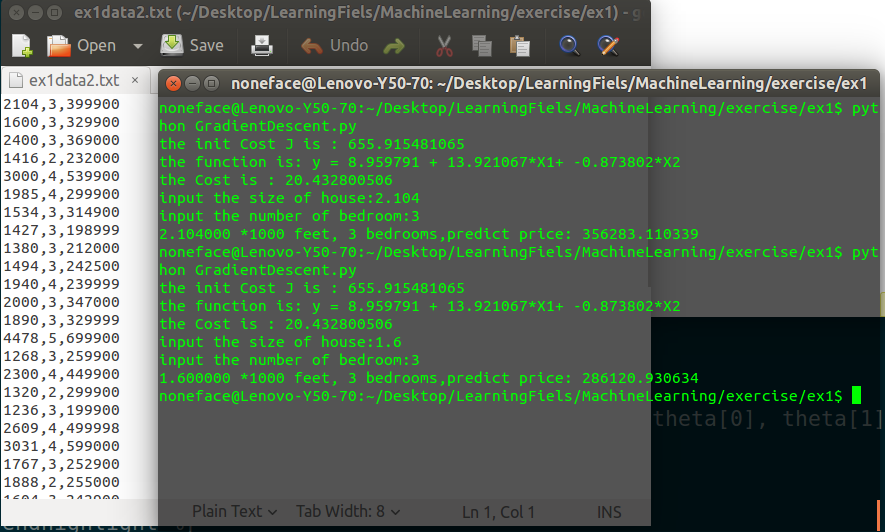 ex1data2.txt (~/Desktop/LearningFiels/MachineLearning/exercise/ex1) - g
Open Save Undo
ex1data2.txt ×
noneface@Lenovo-Y50-70: ~/Desktop/LearningFiels/MachineLearning/exercise/ex1
2104,3,399900
1600,3,329900
2400,3,369000
1416,2,232000
3000,4,539900
1985,4,299900
1534,3,314900
1427,3,198999
1380,3,212000
1494,3,242500
1940,4,239999
2000,3,347000
1890,3,329999
4478,5,699900
1268,3,259900
2300,4,449900
1320,2,299900
1236,3,199900
2609,4,499998
3031,4,599000
1767,3,252900
1888,2,255000
1604,3,242900
noneface@Lenovo-Y50-70:~/Desktop/LearningFiels/MachineLearning/exercise/ex1$ pyt
hon GradientDescent.py
the init Cost J is : 655.915481065
the function is: y = 8.959791 + 13.921067*X1+ -0.873802*X2
the Cost is : 20.432800506
input the size of house:2.104
input the number of bedroom:3
2.104000 *1000 feet, 3 bedrooms,predict price: 356283.110339
noneface@Lenovo-Y50-70:~/Desktop/LearningFiels/MachineLearning/exercise/ex1$ pyt
hon GradientDescent.py
the init Cost J is : 655.915481065
the function is: y = 8.959791 + 13.921067*X1+ -0.873802*X2
the Cost is : 20.432800506
input the size of house:1.6
input the number of bedroom:3
1.600000 *1000 feet, 3 bedrooms,predict price: 286120.930634
noneface@Lenovo-Y50-70:~/Desktop/LearningFiels/MachineLearning/exercise/ex1$
theta[0], theta[1]
Plain Text Tab Width: 8 Ln 1, Col 1 INS